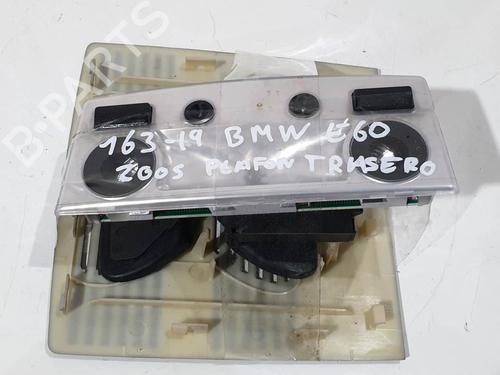 B-PARTS
163-19 BMW E60
2005 PLAFON TRASERO